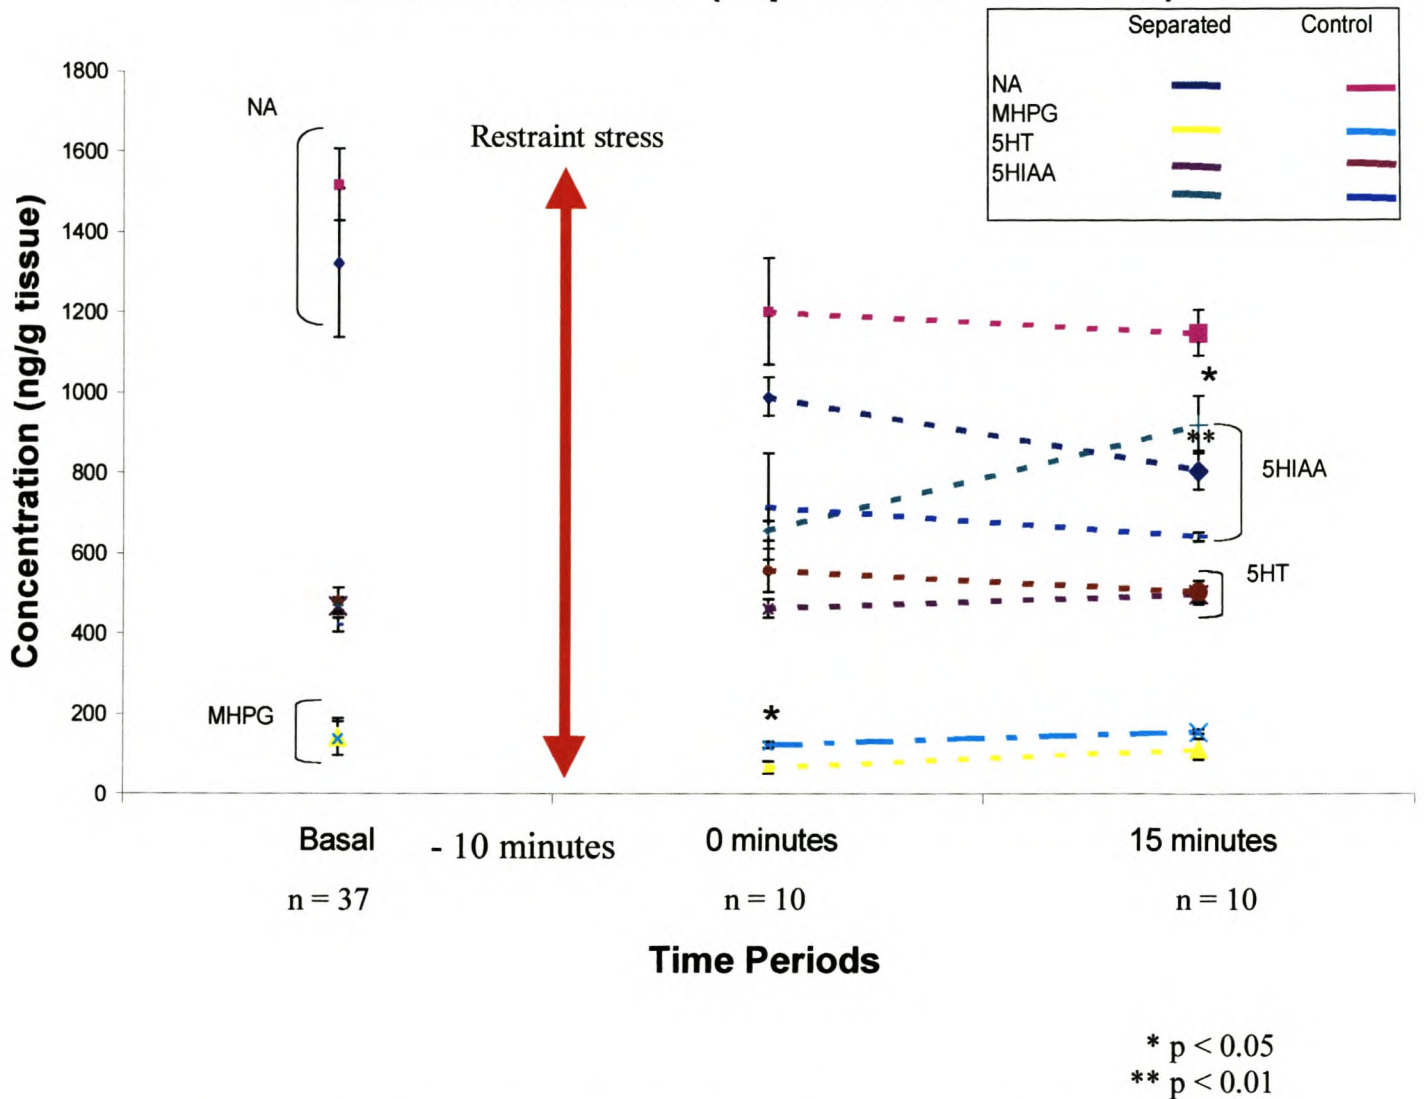 Separated Control
NA
MHPG
5HT
5HIAA
Concentration (ng/g tissue)
1800
1600
1400
1200
1000
800
600
400
200
0
NA
Restraint stress
MHPG
*
*
**
5HIAA
5HT
Basal - 10 minutes 0 minutes 15 minutes
n = 37 n = 10 n = 10
Time Periods
* p < 0.05
** p < 0.01